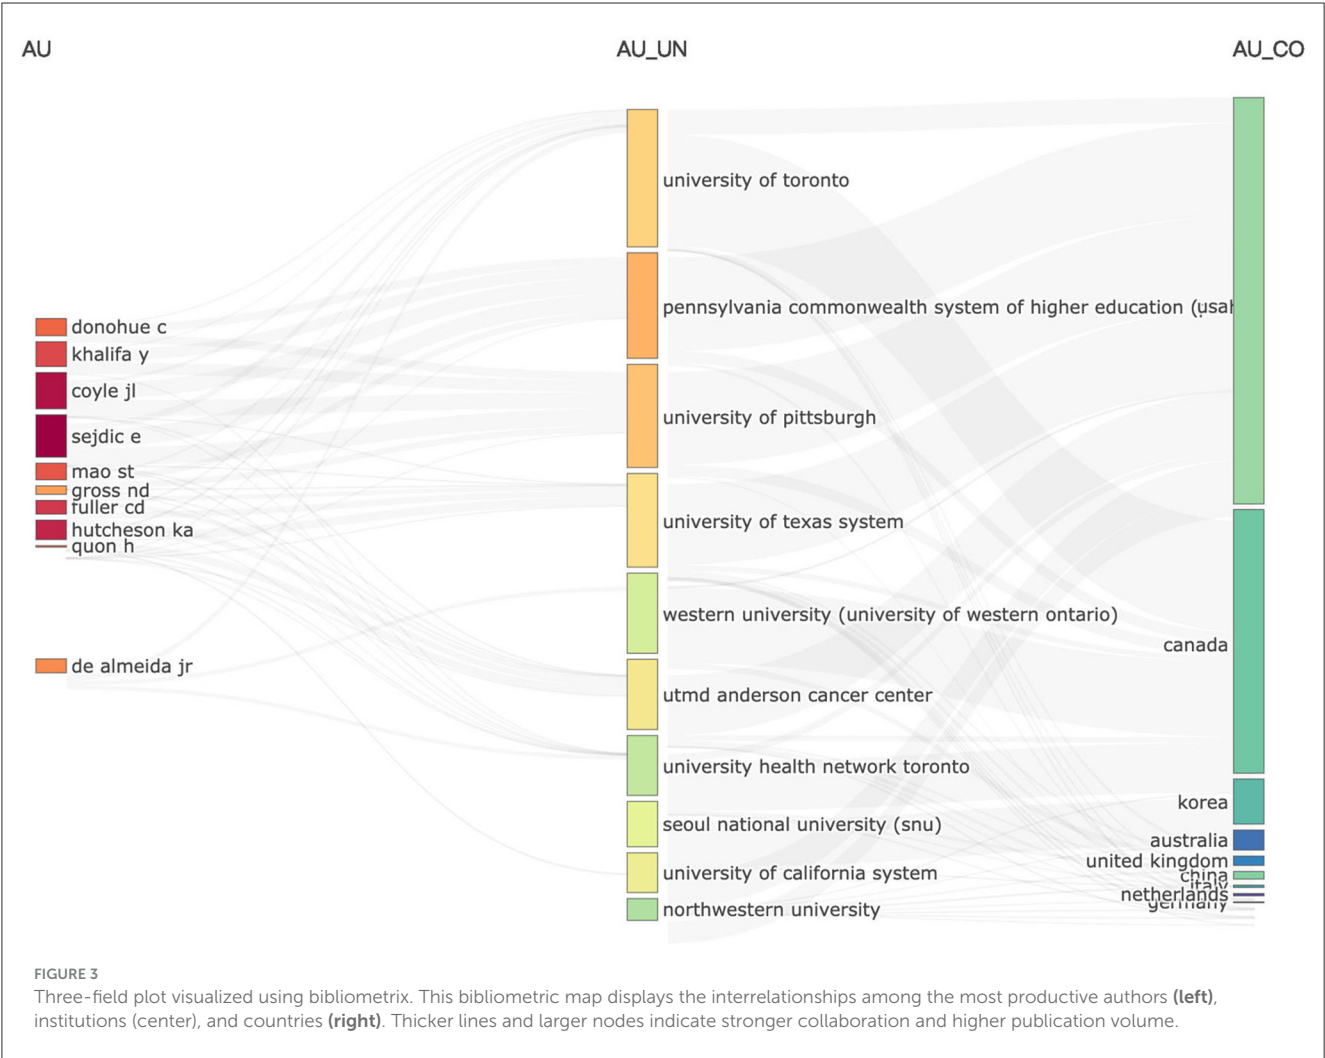 AU AU_UN AU_CO
university of toronto
pennsylvania commonwealth system of higher education (
usa
donohue c
khalifa y
coyle jl
sejdic e
mao st
gross nd
fuller cd
hutcheson ka
quon h
de almeida jr
university of pittsburgh
university of texas system
western university (university of western ontario)
utmd anderson cancer center
university health network toronto
seoul national university (snu)
university of california system
northwestern university
canada
korea
australia
united kingdom
china
italy
netherlands
germany
FIGURE 3
Three-field plot visualized using bibliometrix. This bibliometric map displays the interrelationships among the most productive authors (left),
institutions (center), and countries (right). Thicker lines and larger nodes indicate stronger collaboration and higher publication volume.